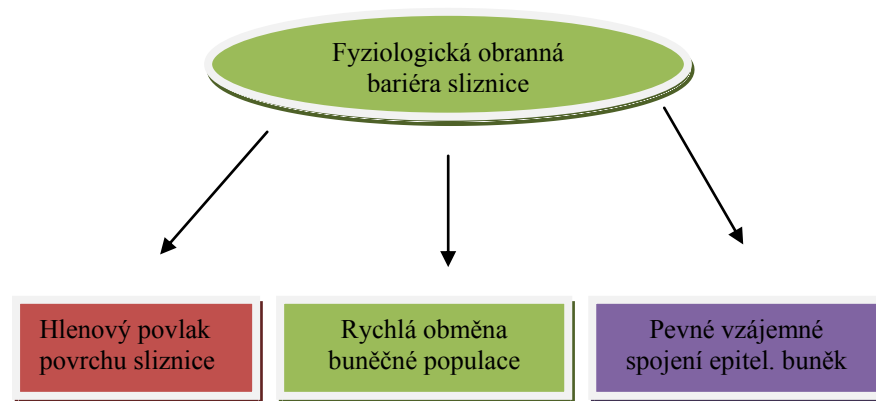 Fyziologická obranná
bariéra sliznice
Hlenový povlak
povrchu sliznice
Rychlá obměna
buněčné populace
Pevné vzájemné
spojení epitel. buněk